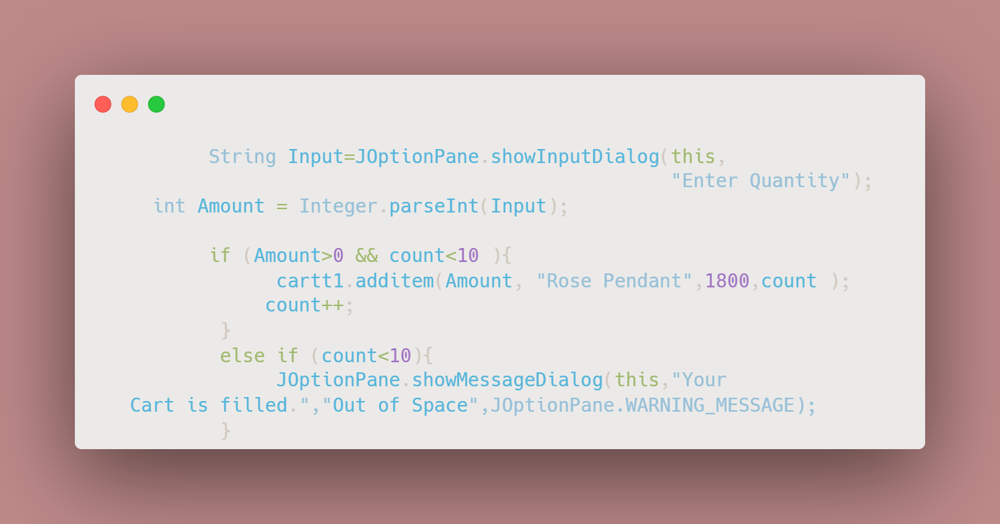 String Input=JOptionPane.showInputDialog(this,
"Enter Quantity");
int Amount = Integer.parseInt(Input);
if (Amount>0 && count<10 ){
cartt1.additem(Amount, "Rose Pendant",1800,count );
count++;
}
else if (count<10){
JOptionPane.showMessageDialog(this,"Your
Cart is filled.","Out of Space",JOptionPane.WARNING_MESSAGE);
}